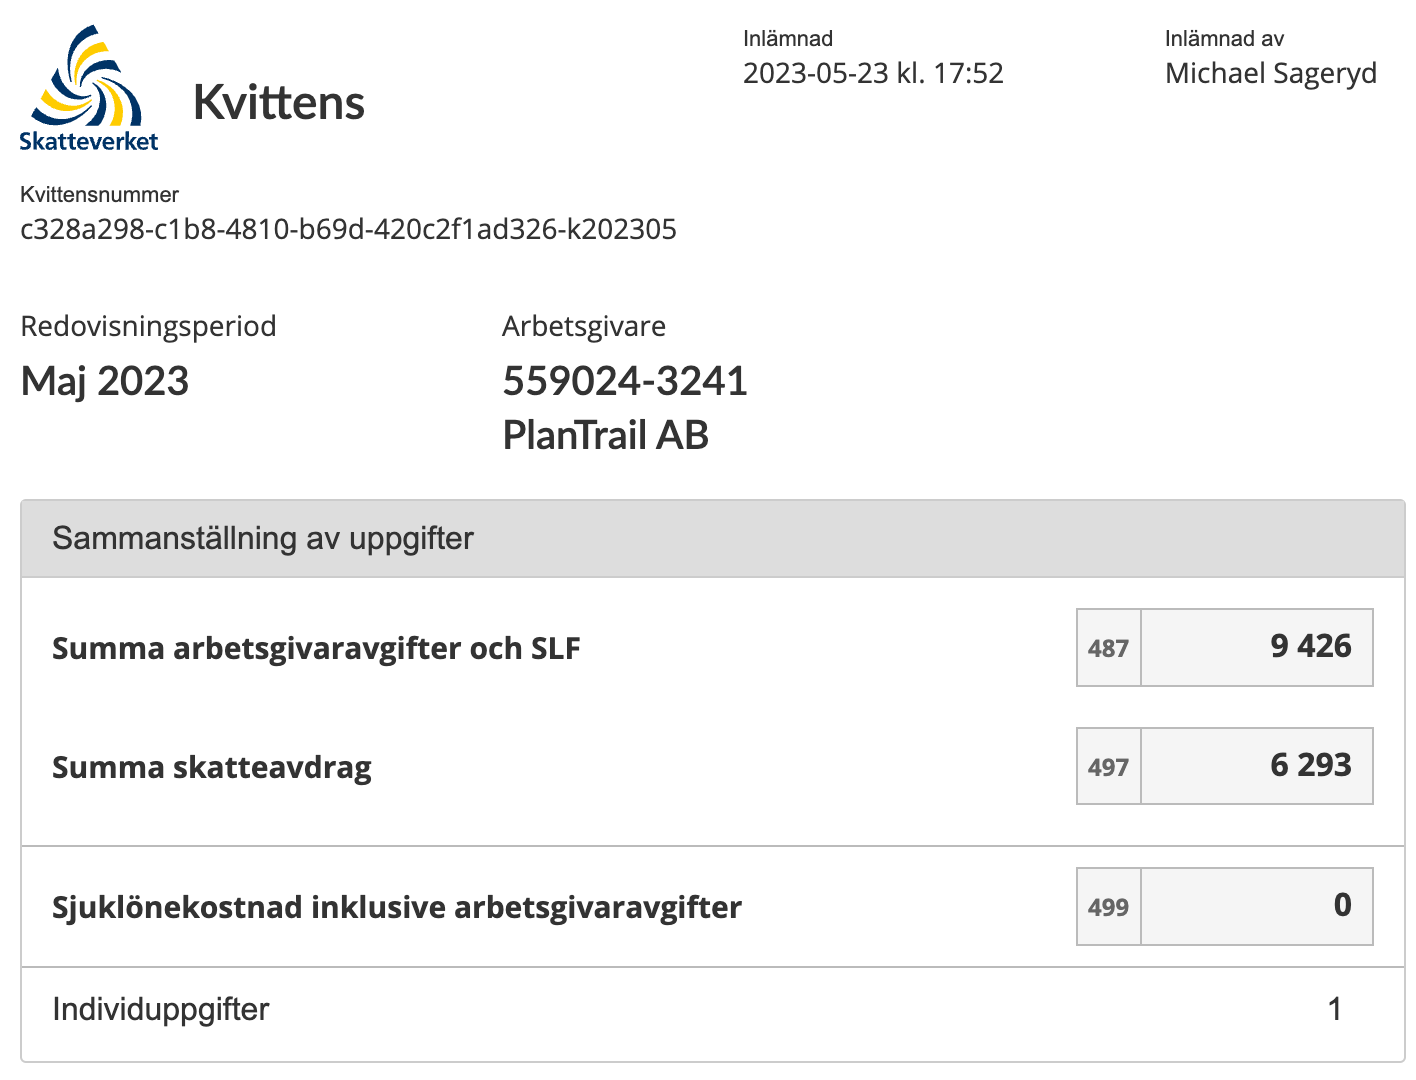 Skatteverket
Kvittens
Inlämnad
2023-05-23 kl. 17:52
Inlämnad av
Michael Sageryd
Kvittensnummer
c328a298-c1b8-4810-b69d-420c2f1ad326-k202305
Redovisningsperiod
Maj 2023
Arbetsgivare
559024-3241
PlanTrail AB
Sammanställning av uppgifter
Summa arbetsgivaravgifter och SLF 487 9 426
Summa skatteavdrag 497 6 293
Sjuklönekostnad inklusive arbetsgivaravgifter 499 0
Individuppgifter 1